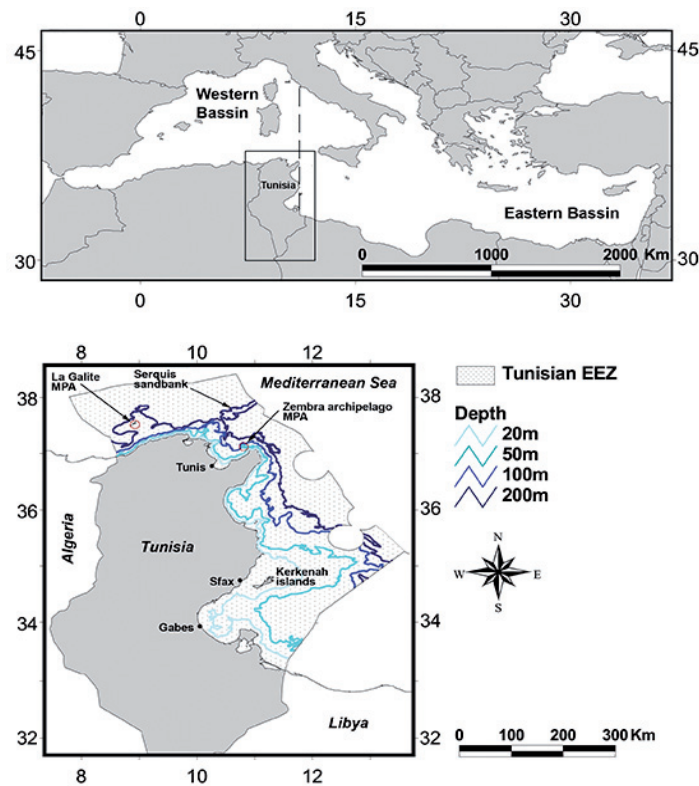 0
15
30
45
45
Western
Bassin
Tunisia
Eastern Bassin
0
1000
2000 Km
30
30
0
15
30
8
10
12
La Galite
MPA
Serquis
sandbank
Mediterranean Sea
38
38
Zembra archipelago
MPA
Tunis
36
36
Algeria
Tunisia
Sfax
Kerkenah
islands
34
34
Gabes
Libya
32
32
8
10
12
Tunisian EEZ
Depth
20m
50m
100m
200m
N
W
E
S
0
100
200
300 Km